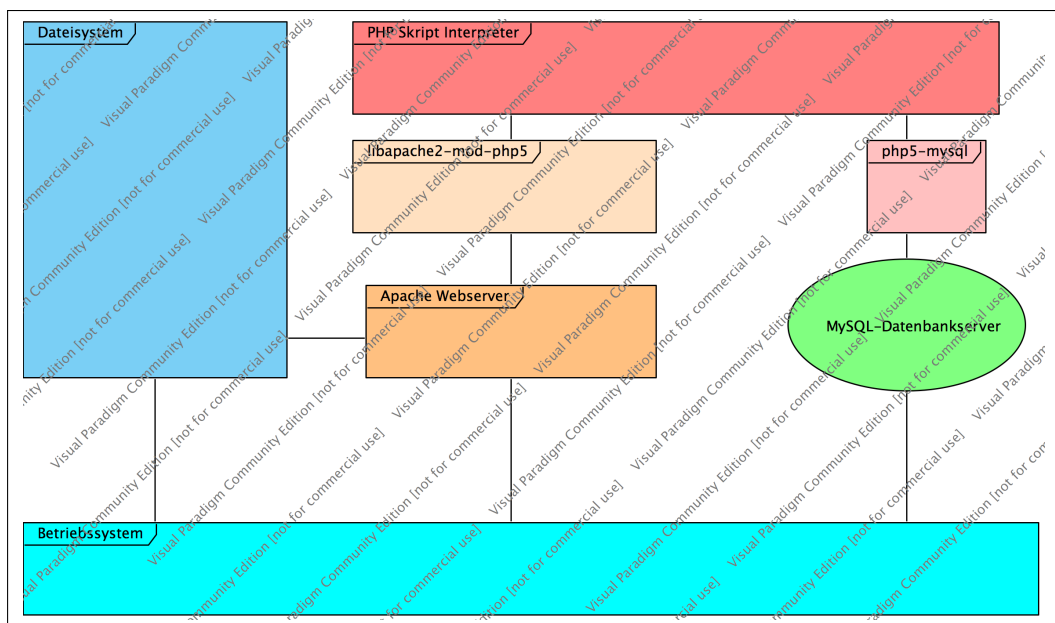 Dateisystem
PHP Skript Interpreter
libapache2-mod-php5
php5-mysql
Apache Webserver
MySQL-Datenbankserver
Betriebssystem
Visual Paradigm Community Edition [not for commercial use]